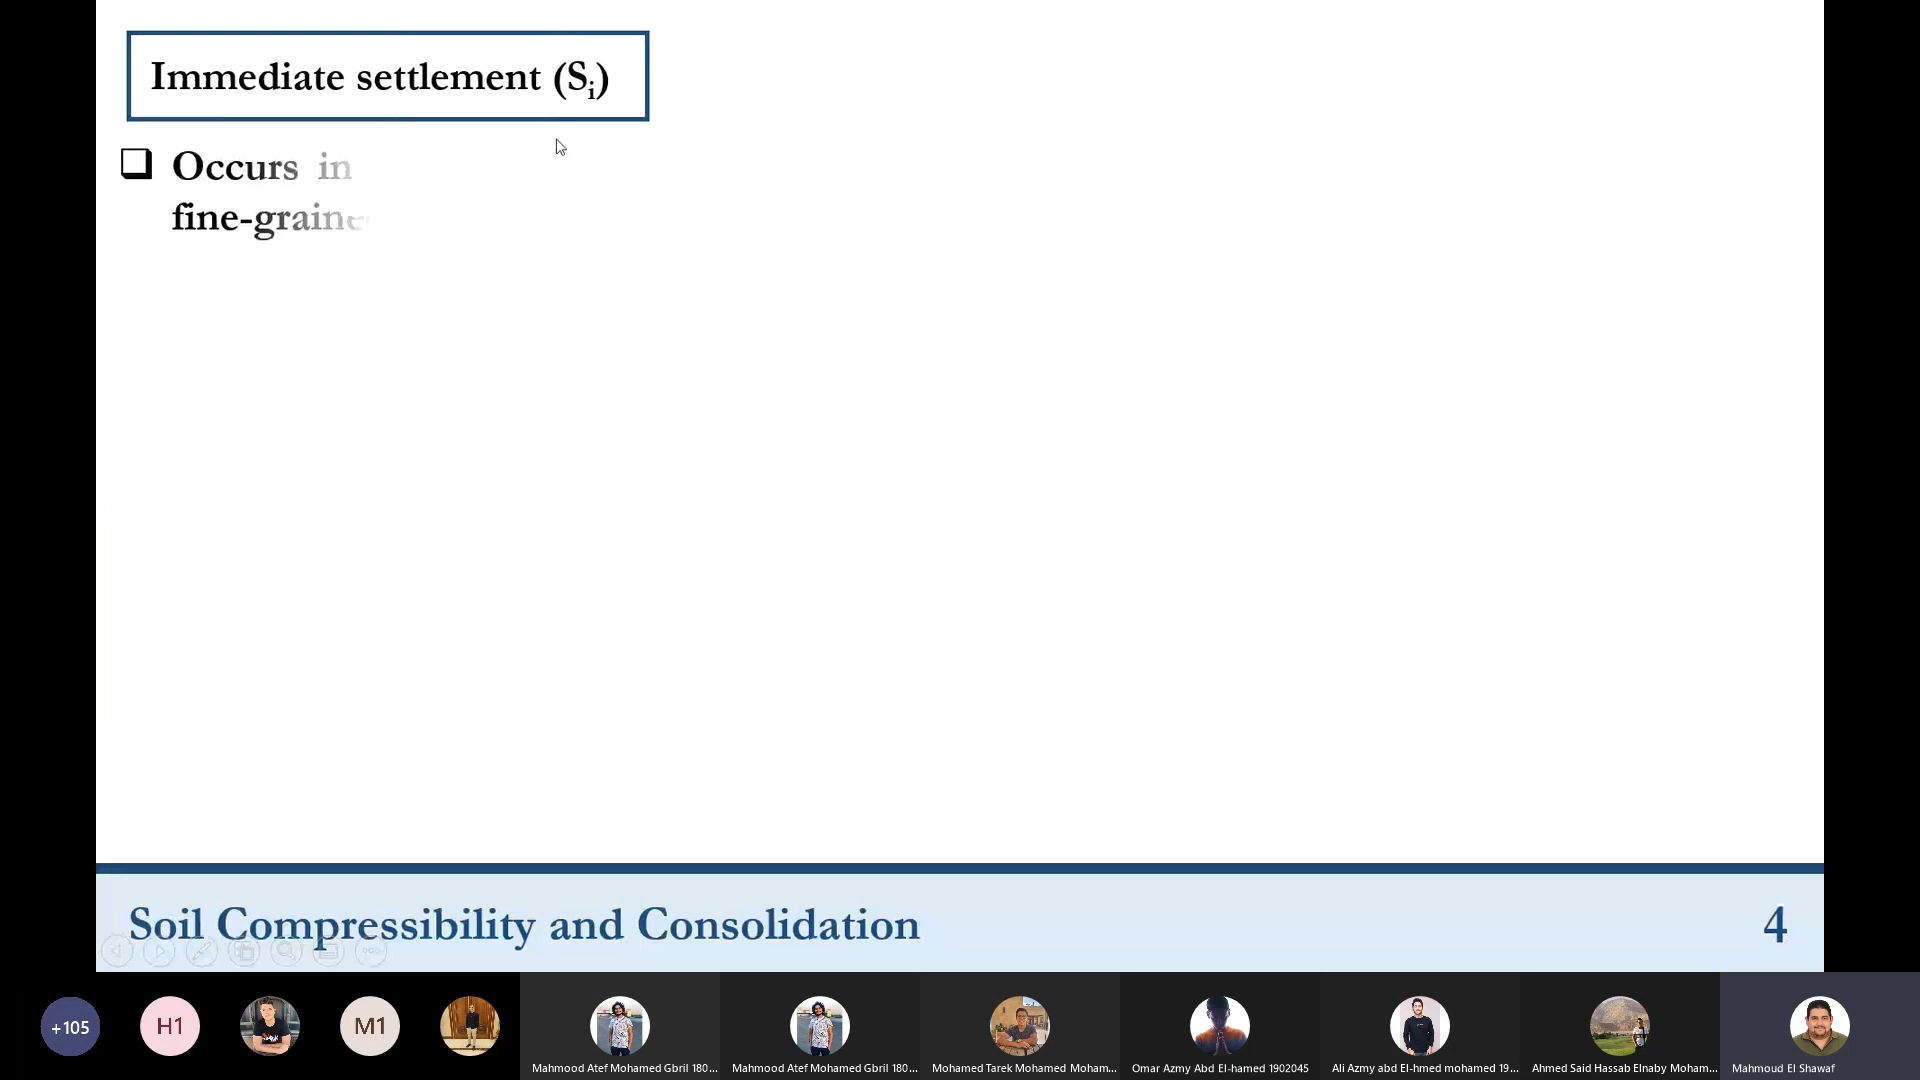 Immediate settlement (Si)
Occurs in
fine-graine
Soil Compressibility and Consolidation
4
+105
H1
M1
Mahmood Atef Mohamed Gbril 180...
Mahmood Atef Mohamed Gbril 180...
Mohamed Tarek Mohamed Moham...
Omar Azmy Abd El-hamed 1902045
Ali Azmy abd El-hmed mohamed 19...
Ahmed Said Hassab Elnaby Moham...
Mahmoud El Shawaf